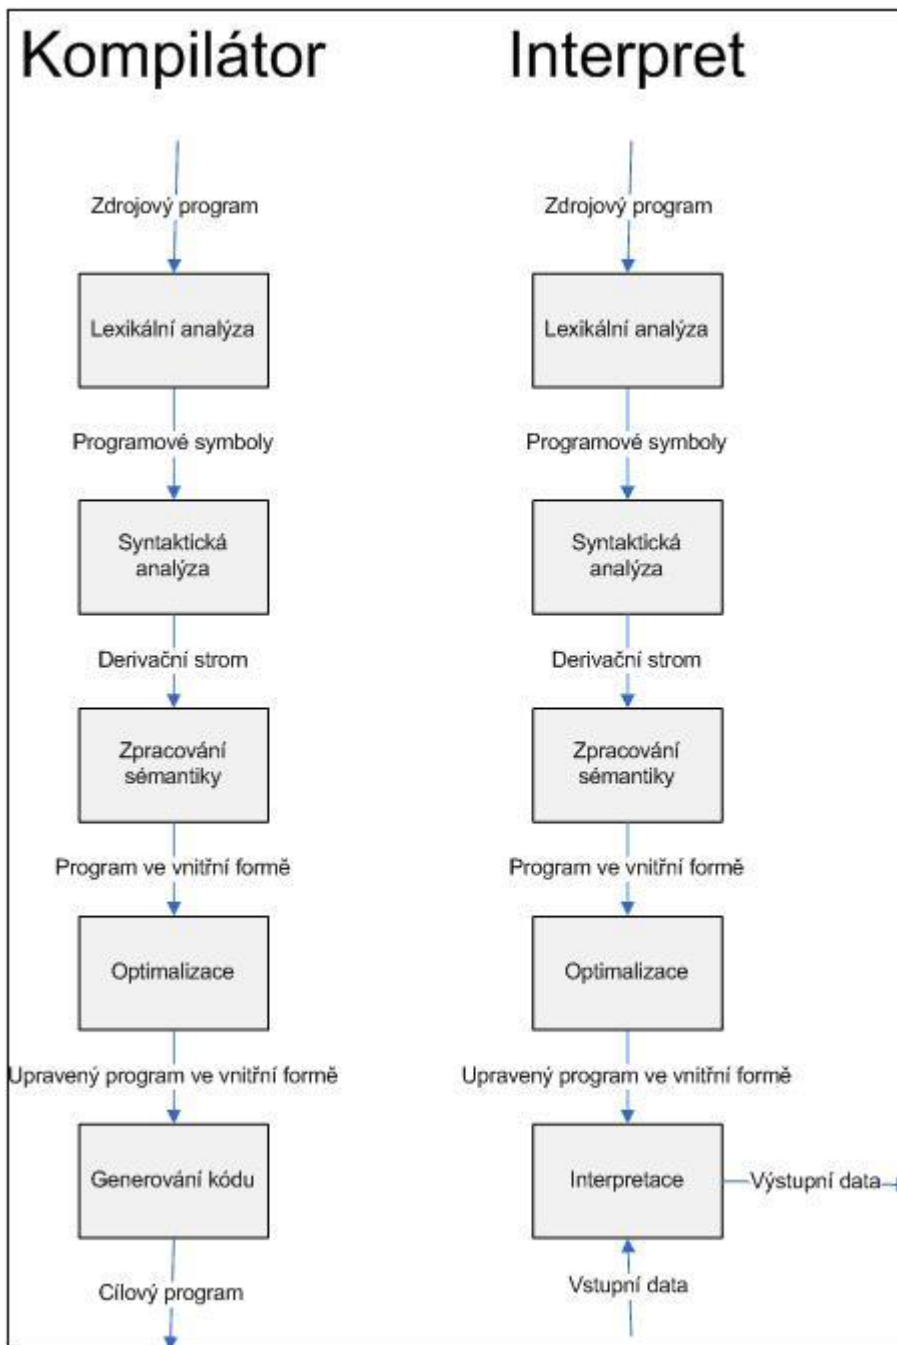 Kompilátor
Zdrojový program
Lexikální analýza
Programové symboly
Syntaktická
analýza
Derivační strom
Zpracování
sémantiky
Program ve vnitřní formě
Optimalizace
Upravený program ve vnitřní formě
Generování kódu
Cílový program
Interpret
Zdrojový program
Lexikální analýza
Programové symboly
Syntaktická
analýza
Derivační strom
Zpracování
sémantiky
Program ve vnitřní formě
Optimalizace
Upravený program ve vnitřní formě
Interpretace
Výstupní data
Vstupní data